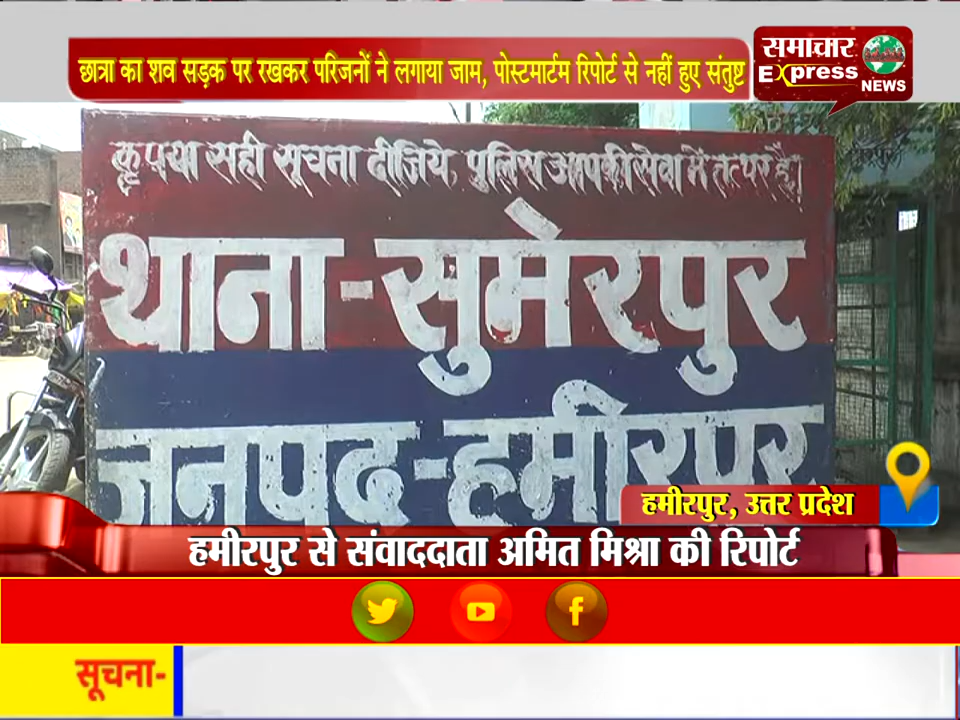 छात्रा का शव सड़क पर रखकर परिजनों ने लगाया जाम, पोस्टमार्टम रिपोर्ट से नहीं हुए संतुष्ट
समाचार
Express
NEWS
कृपया सही सूचना दीजिये, पुलिस आपकी सेवा में तत्पर है।
थाना-सुमेरपुर
जनपद-हमीरपुर
हमीरपुर, उत्तर प्रदेश
हमीरपुर से संवाददाता अमित मिश्रा की रिपोर्ट
सूचना-